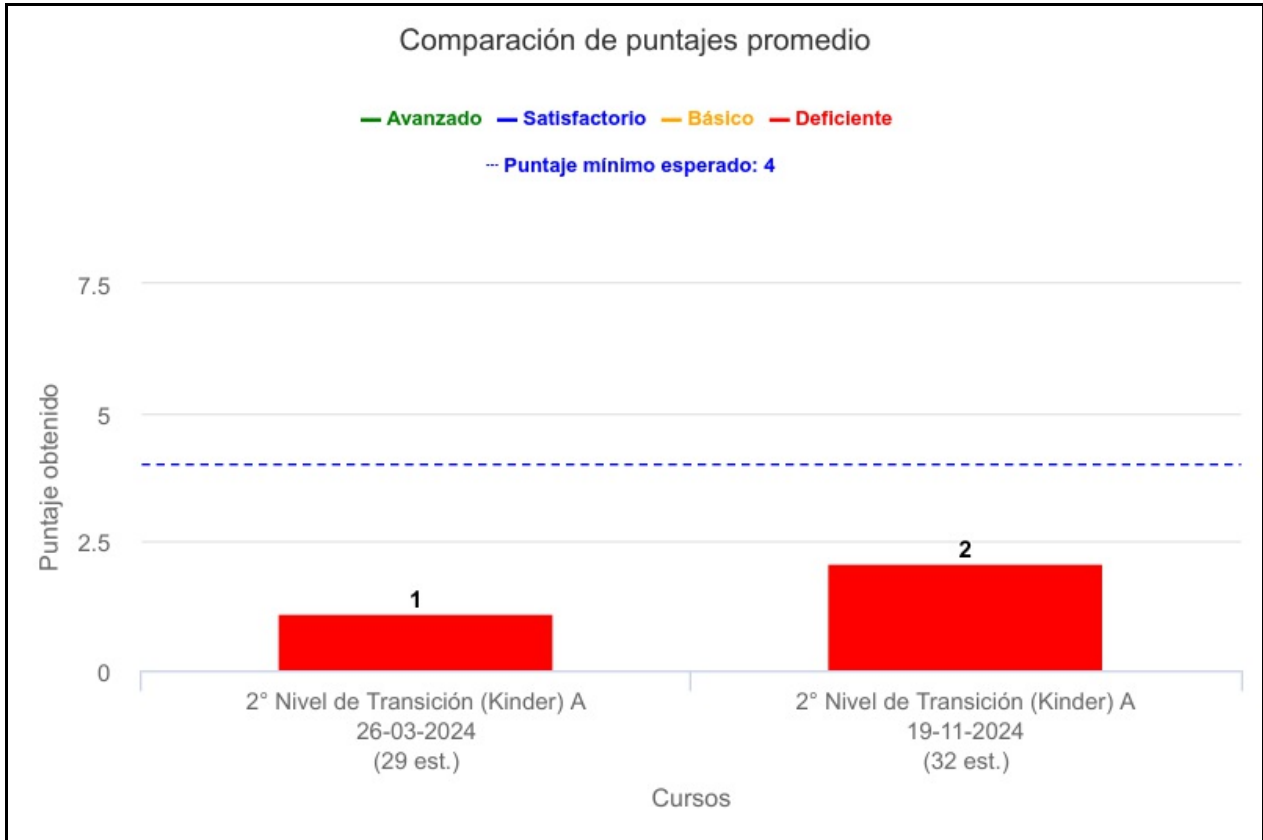 Comparación de puntajes promedio
— Avanzado — Satisfactorio — Básico — Deficiente
--- Puntaje mínimo esperado: 4
7.5
5
2.5
0
Puntaje obtenido
1
2
2° Nivel de Transición (Kinder) A
26-03-2024
(29 est.)
2° Nivel de Transición (Kinder) A
19-11-2024
(32 est.)
Cursos